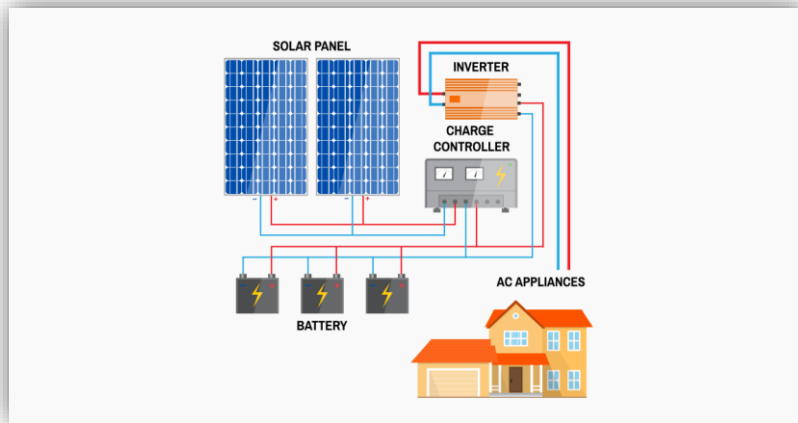 SOLAR PANEL
INVERTER
CHARGE
CONTROLLER
- +
- +
AC APPLIANCES
BATTERY